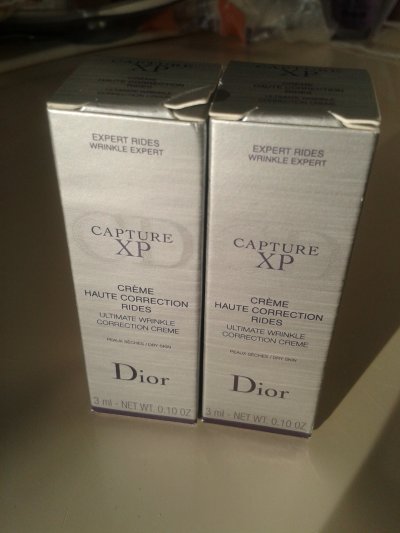 EXPERT RIDES
WRINKLE EXPERT
CAPTURE
XP
CRÈME
HAUTE CORRECTION
RIDES
ULTIMATE WRINKLE
CORRECTION CREME
PEAUX SÈCHES / DRY SKIN
Dior
3 ml - NET WT. 0.10 OZ
EXPERT RIDES
WRINKLE EXPERT
CAPTURE
XP
CRÈME
HAUTE CORRECTION
RIDES
ULTIMATE WRINKLE
CORRECTION CREME
PEAUX SÈCHES / DRY SKIN
Dior
3 ml - NET WT. 0.10 OZ